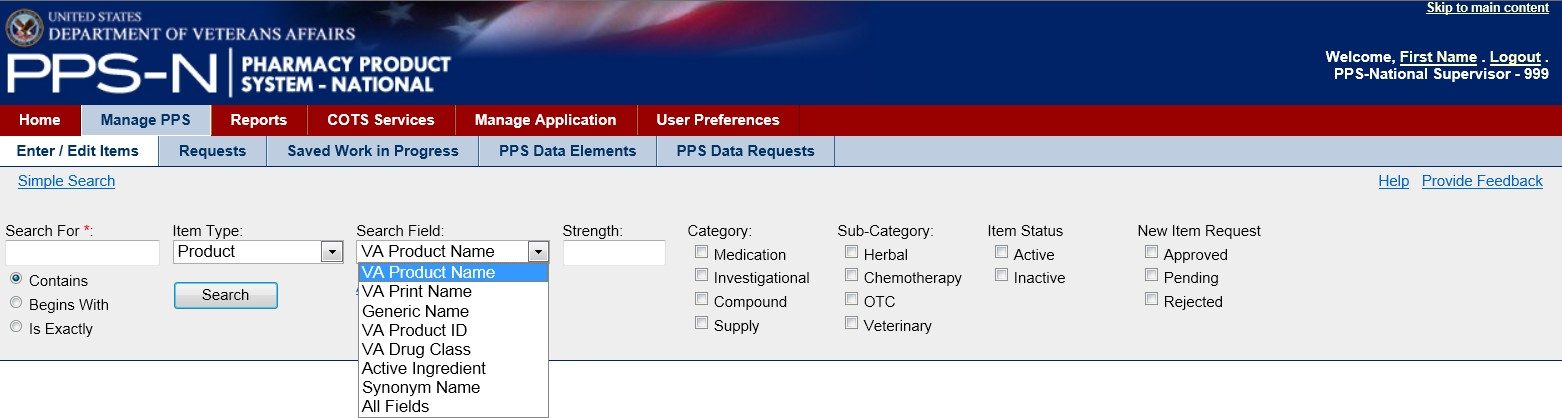 Skip to main content
UNITED STATES
DEPARTMENT OF VETERANS AFFAIRS
PPS-N PHARMACY PRODUCT
SYSTEM - NATIONAL
Welcome, First Name . Logout .
PPS-National Supervisor - 999
Home Manage PPS Reports COTS Services Manage Application User Preferences
Enter / Edit Items Requests Saved Work in Progress PPS Data Elements PPS Data Requests
Simple Search Help Provide Feedback
Search For *: Item Type: Search Field: Strength: Category: Sub-Category: Item Status New Item Request
Product VA Product Name Medication Herbal Active Approved
Contains VA Product Name Investigational Chemotherapy Inactive Pending
Search VA Print Name
Begins With Generic Name Compound OTC Rejected
Is Exactly VA Product ID Supply Veterinary
VA Drug Class
Active Ingredient
Synonym Name
All Fields